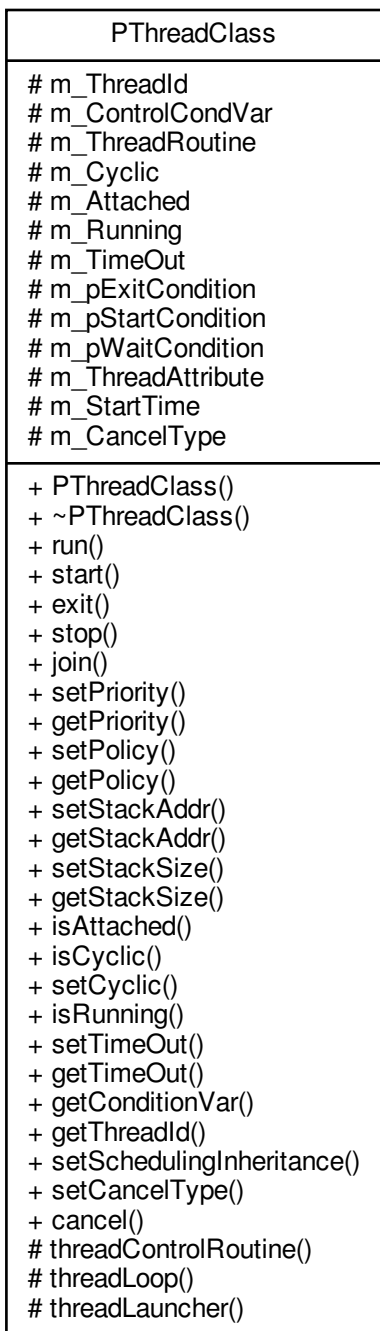 PThreadClass
# m_ThreadId
# m_ControlCondVar
# m_ThreadRoutine
# m_Cyclic
# m_Attached
# m_Running
# m_TimeOut
# m_pExitCondition
# m_pStartCondition
# m_pWaitCondition
# m_ThreadAttribute
# m_StartTime
# m_CancelType
+ PThreadClass()
+ ~PThreadClass()
+ run()
+ start()
+ exit()
+ stop()
+ join()
+ setPriority()
+ getPriority()
+ setPolicy()
+ getPolicy()
+ setStackAddr()
+ getStackAddr()
+ setStackSize()
+ getStackSize()
+ isAttached()
+ isCyclic()
+ setCyclic()
+ isRunning()
+ setTimeOut()
+ getTimeOut()
+ getConditionVar()
+ getThreadId()
+ setSchedulingInheritance()
+ setCancelType()
+ cancel()
# threadControlRoutine()
# threadLoop()
# threadLauncher()